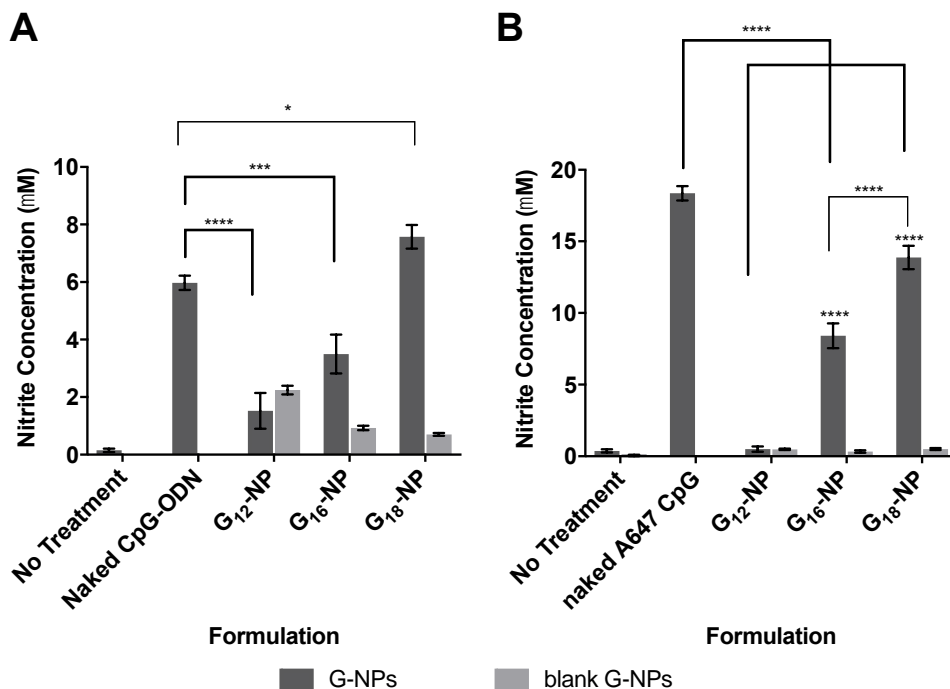 A
*
***
****
10
8
6
4
2
0
Nitrite Concentration (mM)
No Treatment
Naked CpG-ODN
G12-NP
G16-NP
G18-NP
Formulation
B
****
****
****
****
20
15
10
5
0
Nitrite Concentration (mM)
No Treatment
naked A647 CpG
G12-NP
G16-NP
G18-NP
Formulation
G-NPs
blank G-NPs